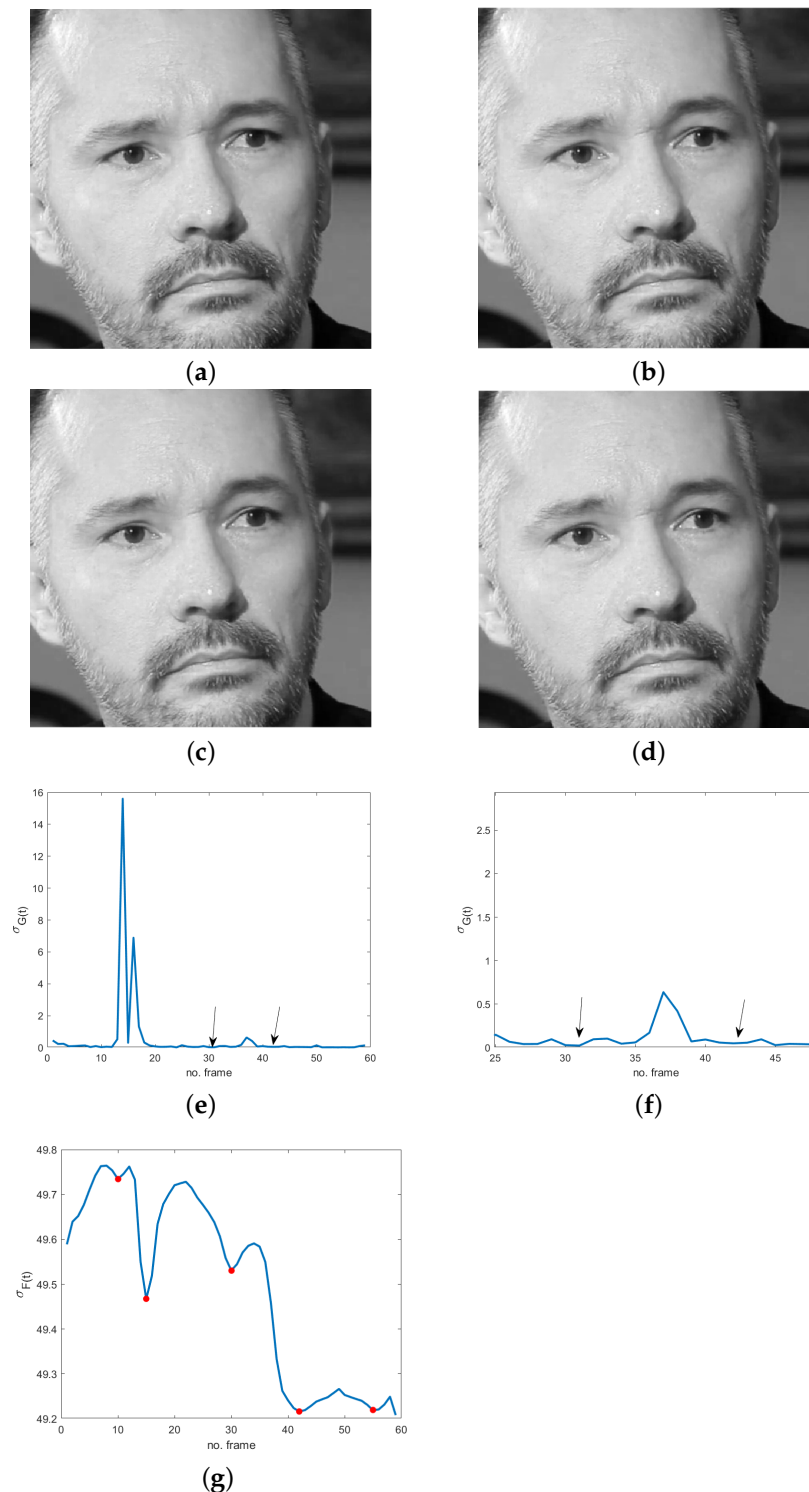 (a)
(b)
(c)
(d)
16
14
12
10
8
6
4
2
0
σG(t)
0 10 20 30 40 50 60
no. frame
(e)
2.5
2
1.5
1
0.5
0
σG(t)
25 30 35 40 45
no. frame
(f)
49.8
49.7
49.6
49.5
49.4
49.3
49.2
σF(t)
0 10 20 30 40 50 60
no. frame
(g)